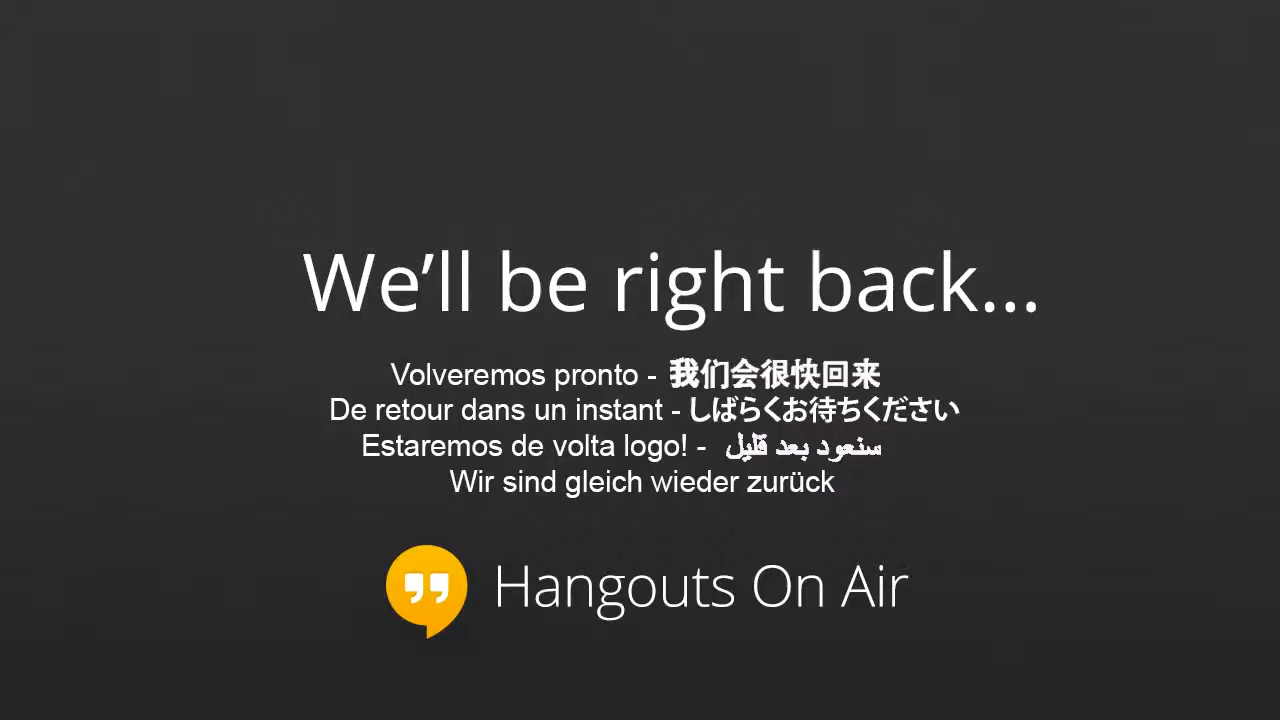 We’ll be right back...
Volveremos pronto - 我们会很快回来
De retour dans un instant - しばらくお待ちください
Estaremos de volta logo! - سنعود بعد قليل
Wir sind gleich wieder zurück
Hangouts On Air